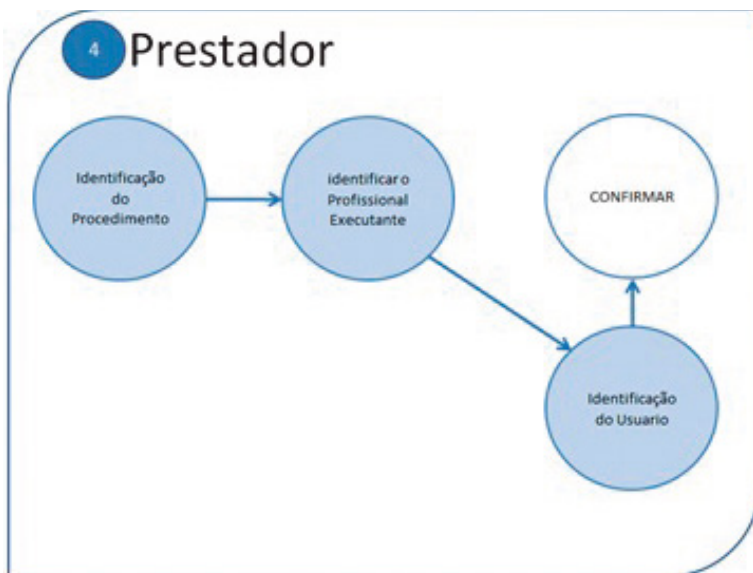 4 Prestador
Identificação
do
Procedimento
identificar o
Profissional
Executante
CONFIRMAR
Identificação
do Usuario